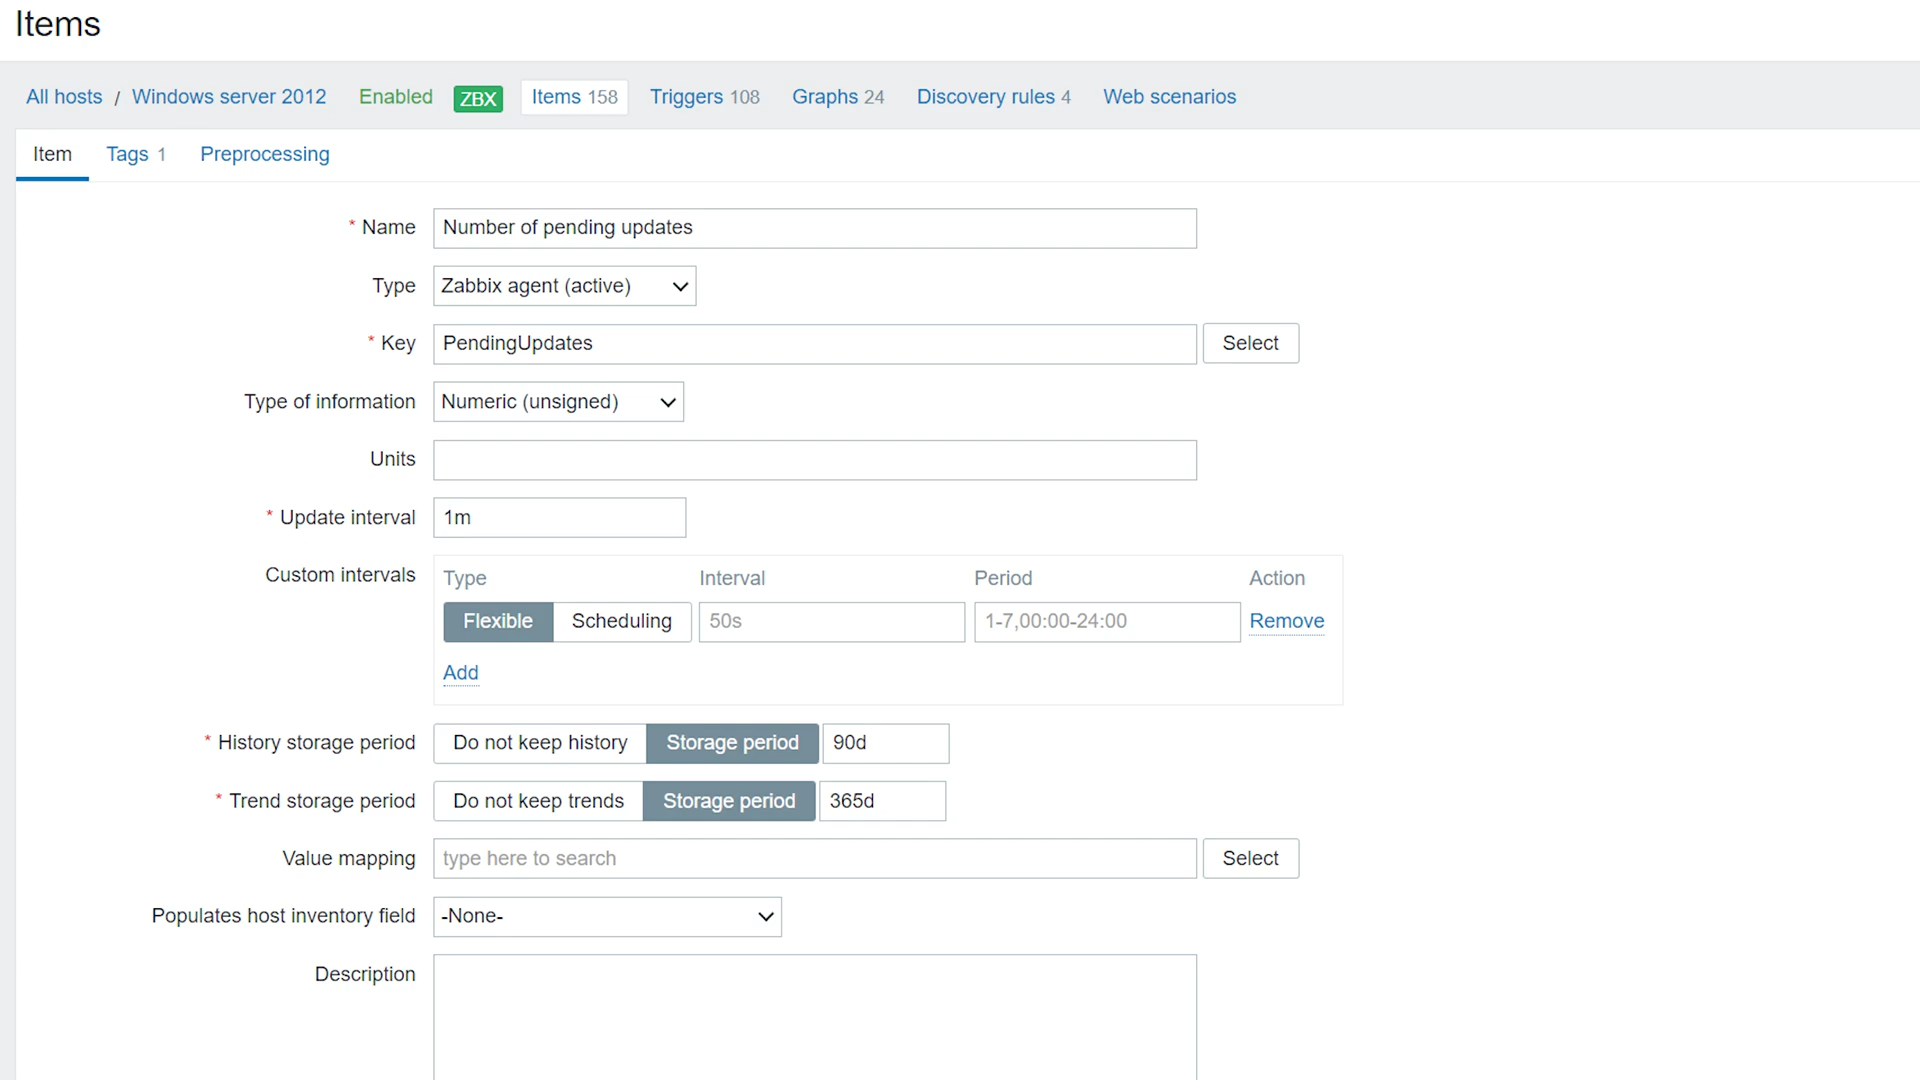 Items
All hosts / Windows server 2012 Enabled ZBX Items 158 Triggers 108 Graphs 24 Discovery rules 4 Web scenarios
Item Tags 1 Preprocessing
* Name Number of pending updates
Type Zabbix agent (active)
* Key PendingUpdates Select
Type of information Numeric (unsigned)
Units
* Update interval 1m
Custom intervals Type Interval Period Action
Flexible Scheduling 50s 1-7,00:00-24:00 Remove
Add
* History storage period Do not keep history Storage period 90d
* Trend storage period Do not keep trends Storage period 365d
Value mapping type here to search Select
Populates host inventory field -None-
Description